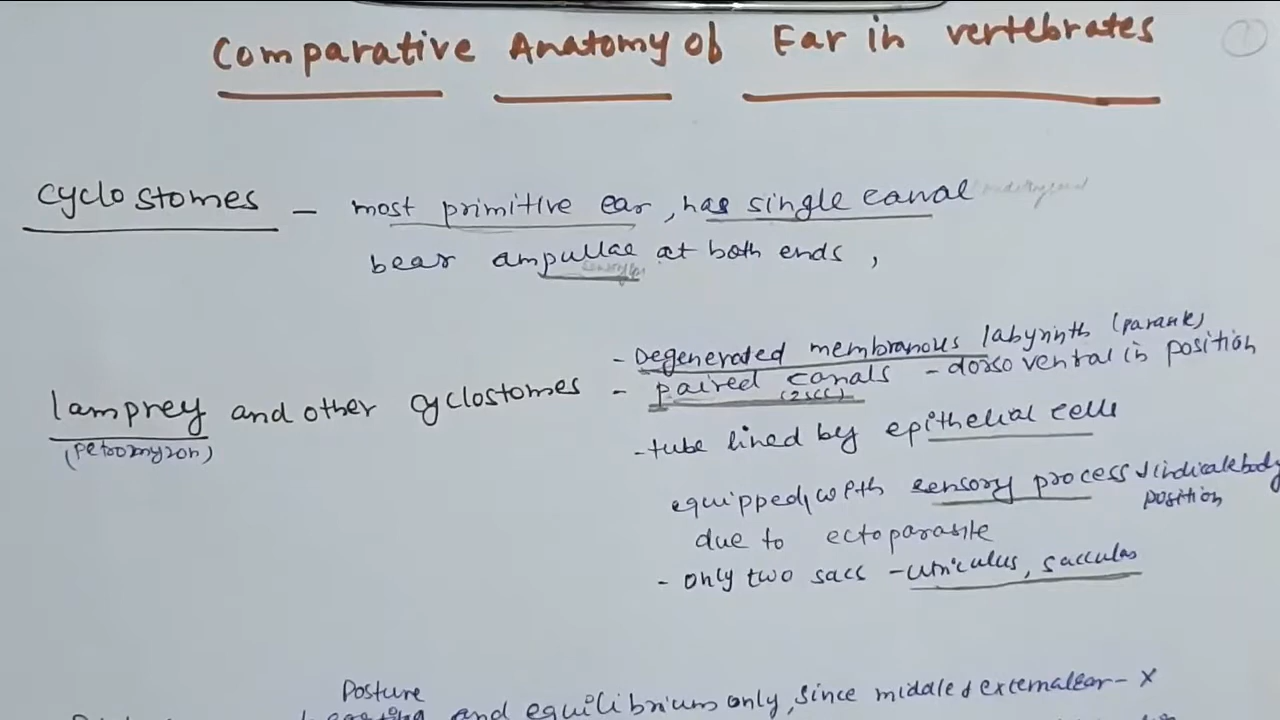 Comparative Anatomy of Ear in vertebrates
1
Cyclostomes - most primitive ear, has single canal
bear ampullae at both ends,
- Degenerated membranous labynth (parasite)
lamprey and other cyclostomes - paired canals - dorso ventral in position
(2SCC)
(Petromyzon)
- tube lined by epithelial cells
equipped with sensory process & indicate body
position
due to ectoparasite
- only two sacs - utriculus, sacculus
Posture
and equilibrium only, since middle & external ear - x